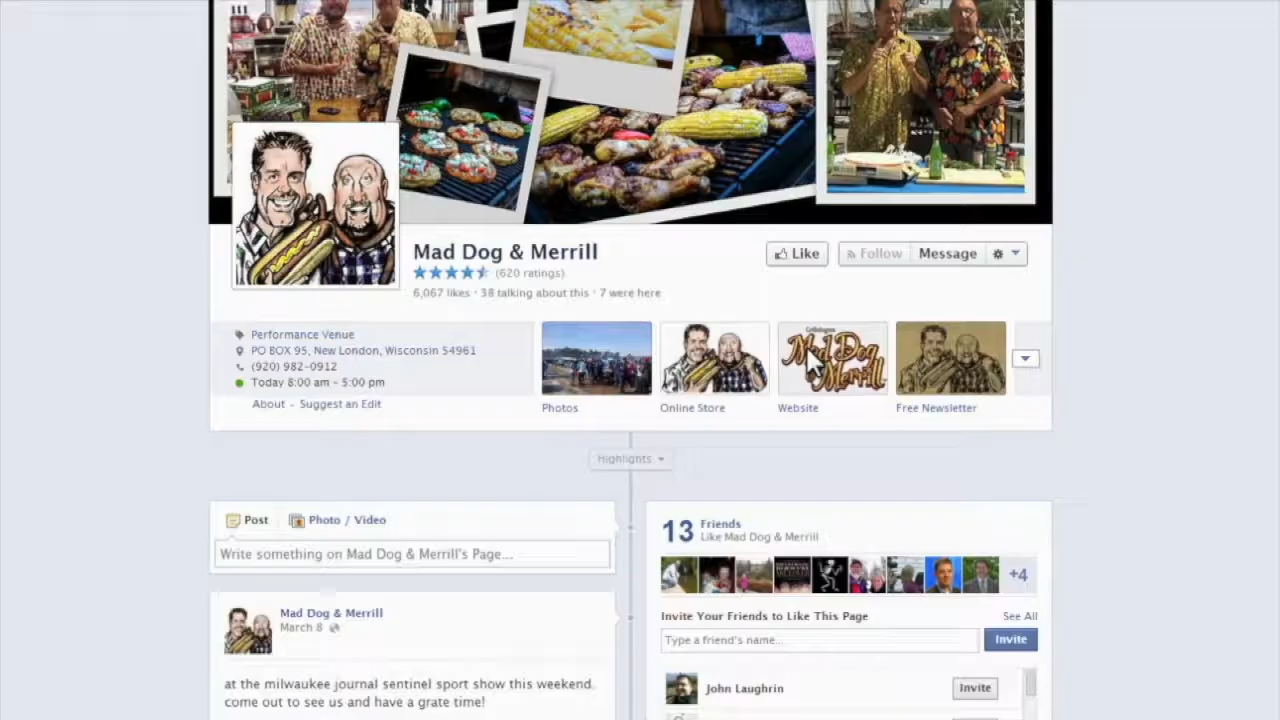 Mad Dog & Merrill
Like
Follow
Message
(620 ratings)
6,067 likes · 38 talking about this · 7 were here
Performance Venue
PO BOX 95, New London, Wisconsin 54961
(920) 982-0912
Today 8:00 am - 5:00 pm
About - Suggest an Edit
Mad Dog
& Merrill
Photos
Online Store
Website
Free Newsletter
Highlights
Post
Photo / Video
Write something on Mad Dog & Merrill's Page...
Mad Dog & Merrill
March 8
at the milwaukee journal sentinel sport show this weekend.
come out to see us and have a grate time!
13 Friends
Like Mad Dog & Merrill
+4
Invite Your Friends to Like This Page
See All
Type a friend's name...
Invite
John Laughrin
Invite